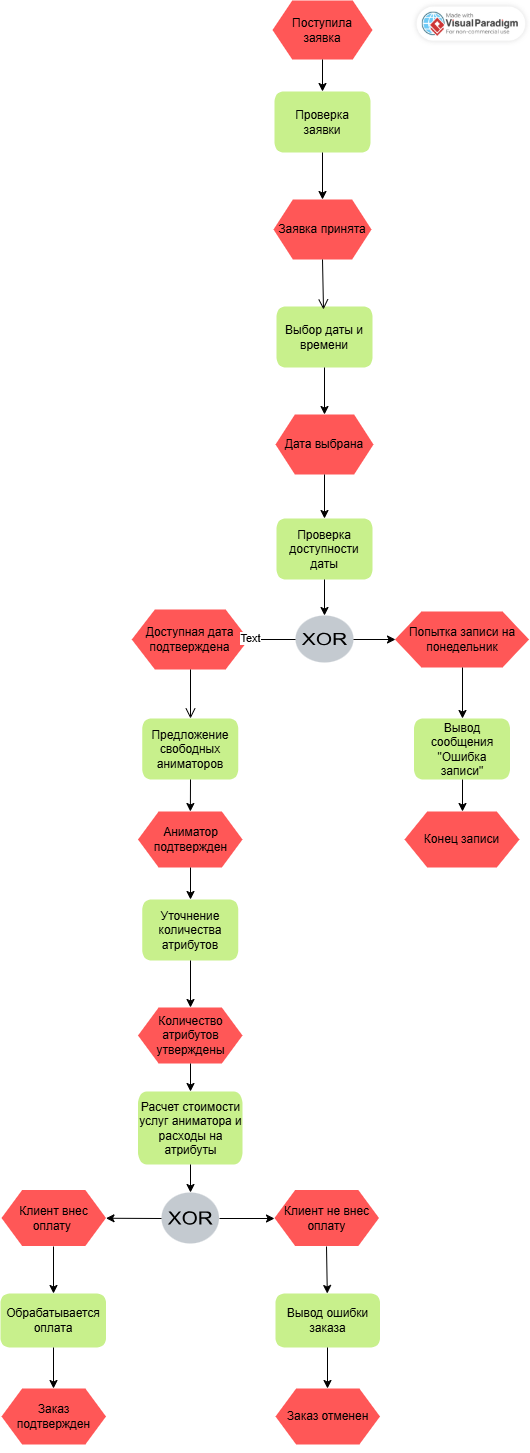 Поступила
заявка
Made with
VisualParadigm
For non-commercial use
Проверка
заявки
Заявка принята
Выбор даты и
времени
Дата выбрана
Проверка
доступности
даты
Доступная дата
подтверждена
Text
XOR
Попытка записи на
понедельник
Предложение
свободных
аниматоров
Вывод
сообщения
"Ошибка
записи"
Аниматор
подтвержден
Конец записи
Уточнение
количества
атрибутов
Количество
атрибутов
утверждены
Расчет стоимости
услуг аниматора и
расходы на
атрибуты
Клиент внес
оплату
XOR
Клиент не внес
оплату
Обрабатывается
оплата
Вывод ошибки
заказа
Заказ
подтвержден
Заказ отменен